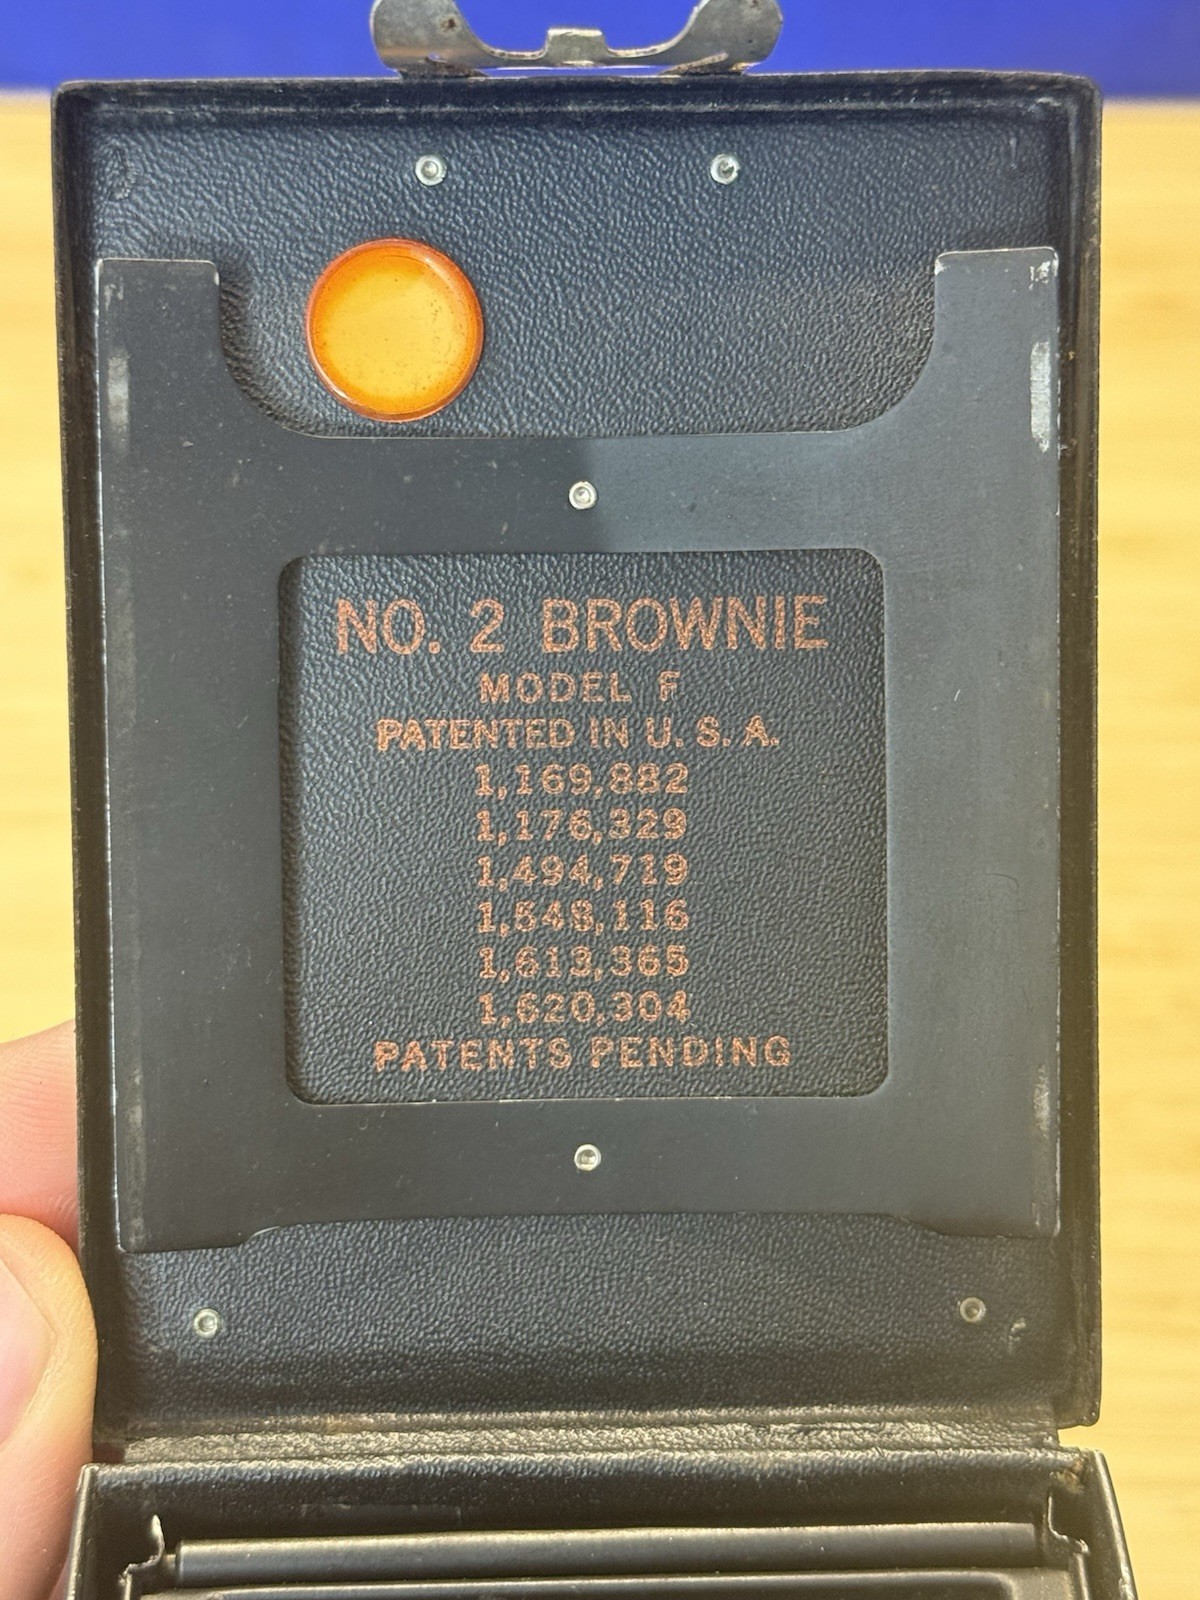 NO. 2 BROWNIE
MODEL F
PATENTED IN U. S. A.
1,169,882
1,176,329
1,494,719
1,548,116
1,613,365
1,620,304
PATENTS PENDING